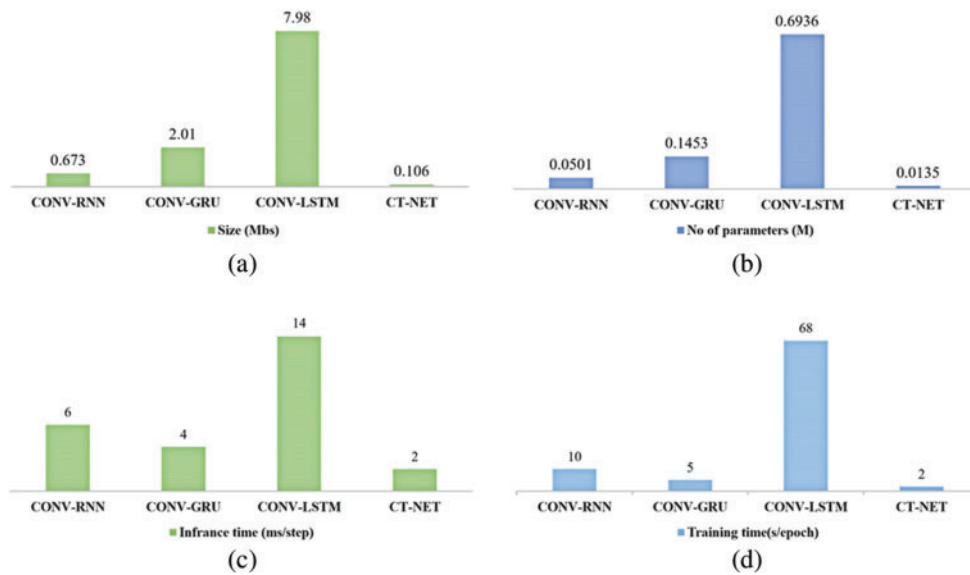 7.98
2.01
0.673
0.106
CONV-RNN CONV-GRU CONV-LSTM CT-NET
Size (Mbs)
(a)
0.6936
0.1453
0.0501
0.0135
CONV-RNN CONV-GRU CONV-LSTM CT-NET
No of parameters (M)
(b)
14
6
4
2
CONV-RNN CONV-GRU CONV-LSTM CT-NET
Infrance time (ms/step)
(c)
68
10
5
2
CONV-RNN CONV-GRU CONV-LSTM CT-NET
Training time(s/epoch)
(d)